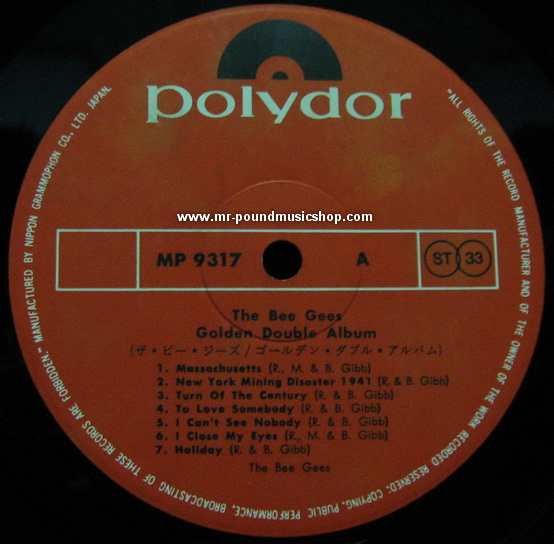 polydor
www.mr-poundmusicshop.com
MP 9317 A ST 33
The Bee Gees
Golden Double Album
(ザ・ビー・ジーズ/ゴールデン・ダブル・アルバム)
1. Massachusetts (R., M. & B. Gibb)
2. New York Mining Disaster 1941 (R. & B. Gibb)
3. Turn Of The Century (R. & B. Gibb)
4. To Love Somebody (R. & B. Gibb)
5. I Can't See Nobody (R. & B. Gibb)
6. I Close My Eyes (R., M. & B. Gibb)
7. Holiday (R. & B. Gibb)
The Bee Gees
"ALL RIGHTS OF THE RECORD MANUFACTURER AND OF THE OWNER OF THE WORK RECORDED RESERVED. COPYING, PUBLIC PERFORMANCE, BROADCASTING OF THESE RECORDS ARE FORBIDDEN." MANUFACTURED BY NIPPON GRAMMOPHON CO., LTD. JAPAN.